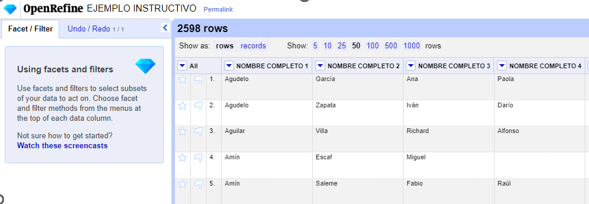 OpenRefine EJEMPLO INSTRUCTIVO Permalink
Facet / Filter Undo / Redo 1 / 1
2598 rows
Show as: rows records Show: 5 10 25 50 100 500 1000 rows
Using facets and filters
Use facets and filters to select subsets
of your data to act on. Choose facet
and filter methods from the menus at
the top of each data column.
Not sure how to get started?
Watch these screencasts
All NOMBRE COMPLETO 1 NOMBRE COMPLETO 2 NOMBRE COMPLETO 3 NOMBRE COMPLETO 4
1. Agudelo García Ana Paola
2. Agudelo Zapata Iván Darío
3. Aguilar Villa Richard Alfonso
4. Amín Escaf Miguel
5. Amín Saleme Fabio Raúl